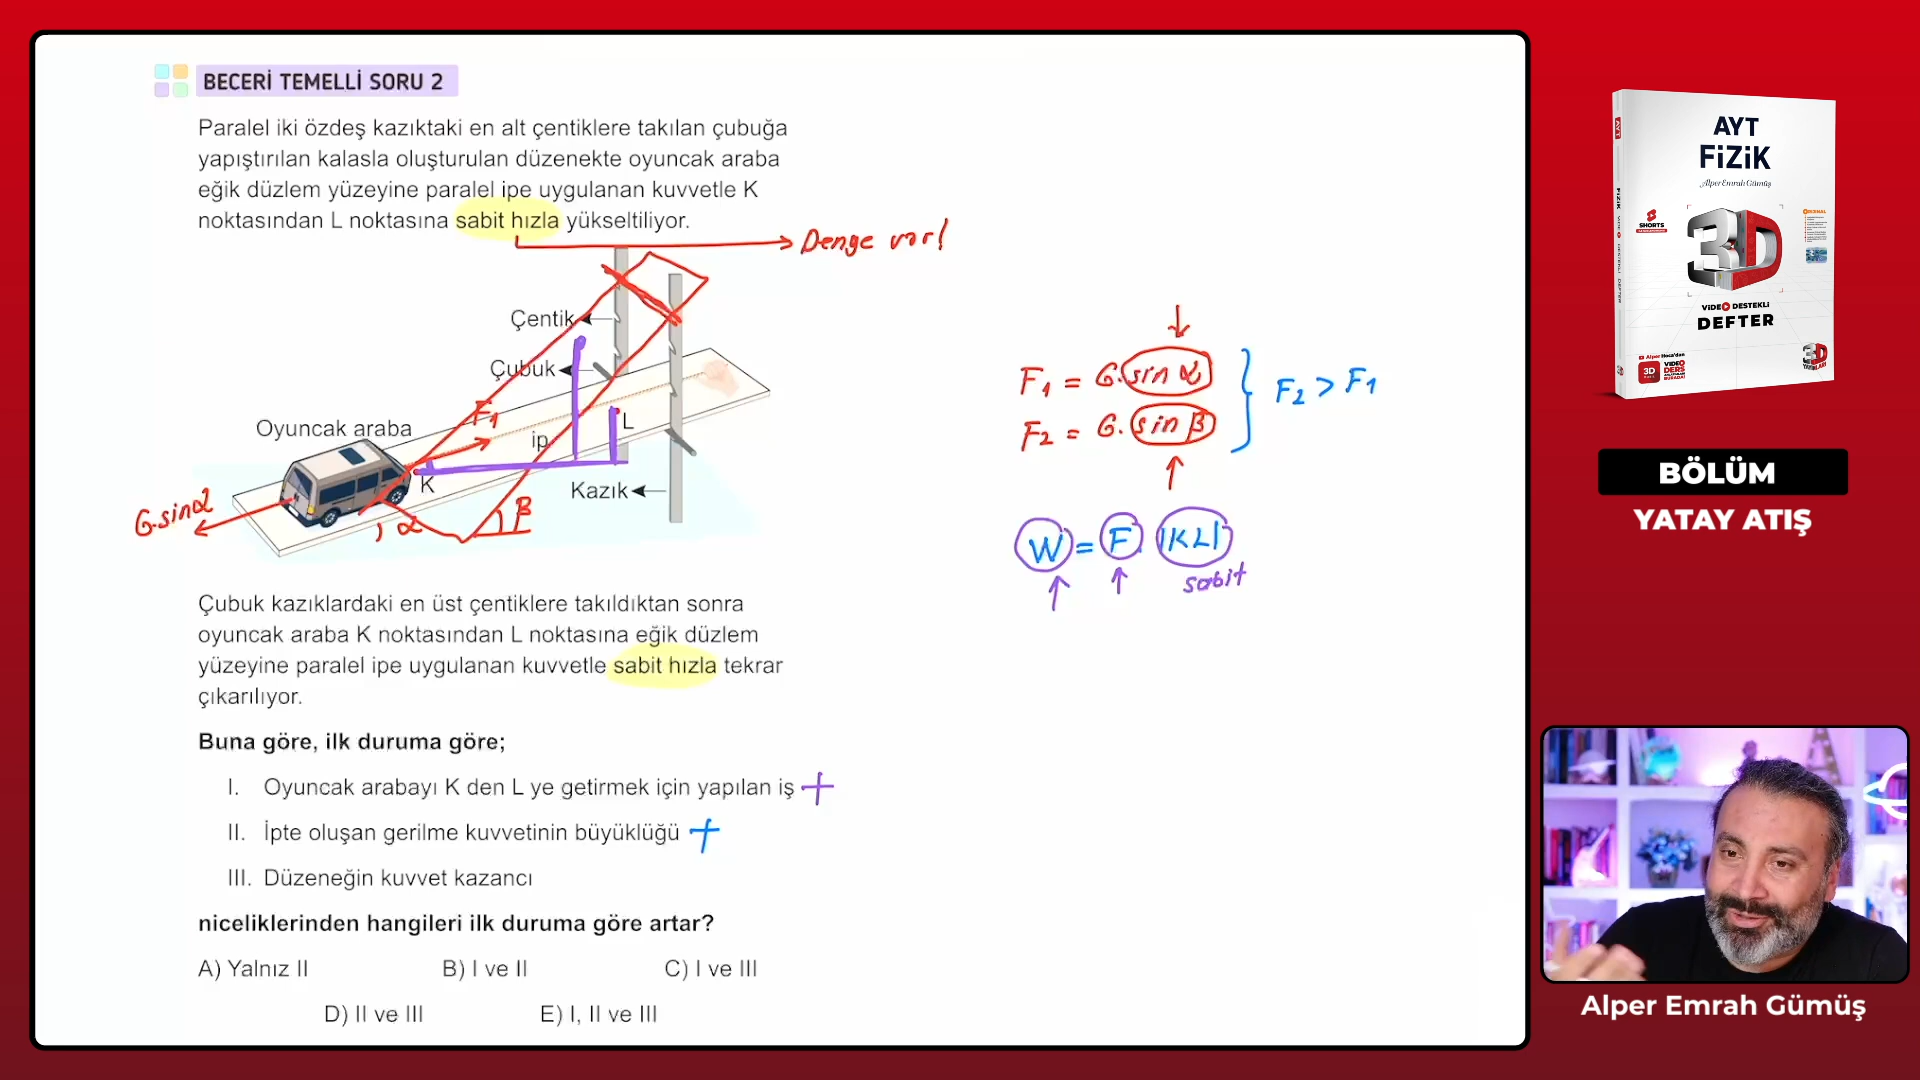 BECERİ TEMELLİ SORU 2
Paralel iki özdeş kazıktaki en alt çentiklere takılan çubuğa
yapıştırılan kalasla oluşturulan düzenekte oyuncak araba
eğik düzlem yüzeyine paralel ipe uygulanan kuvvetle K
noktasından L noktasına sabit hızla yükseltiliyor.
Denge var!
Çentik
Çubuk
Oyuncak araba
F₁
İp
L
K
Kazık
G.sinα
α
β
F₁ = G.sin α
F₂ = G.sin β
F₂ > F₁
W = F. |KL|
sabit
Çubuk kazıklardaki en üst çentiklere takıldıktan sonra
oyuncak araba K noktasından L noktasına eğik düzlem
yüzeyine paralel ipe uygulanan kuvvetle sabit hızla tekrar
çıkarılıyor.
Buna göre, ilk duruma göre;
I. Oyuncak arabayı K den L ye getirmek için yapılan iş +
II. İpte oluşan gerilme kuvvetinin büyüklüğü +
III. Düzeneğin kuvvet kazancı
niceliklerinden hangileri ilk duruma göre artar?
A) Yalnız II B) I ve II C) I ve III
D) II ve III E) I, II ve III
AYT
FİZİK
Alper Emrah Gümüş
SHORTS
3D
VİDEO DESTEKLİ
DEFTER
BÖLÜM
YATAY ATIŞ
Alper Emrah Gümüş